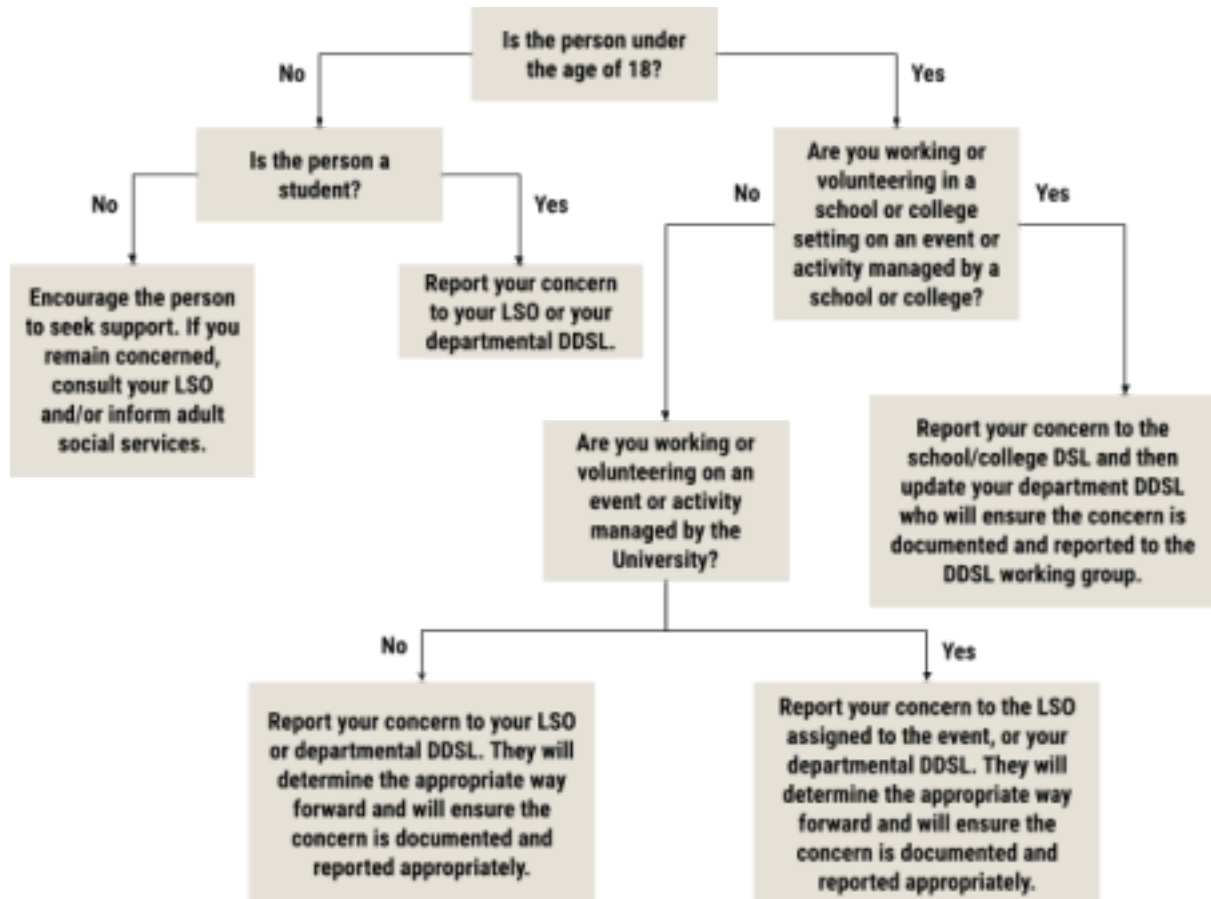 Is the person under
the age of 18?
No
Yes
Is the person a
student?
No
Yes
Are you working or
volunteering in a
school or college
setting on an event or
activity managed by a
school or college?
No
Yes
Encourage the person
to seek support. If you
remain concerned,
consult your LSO
and/or inform adult
social services.
Report your concern
to your LSO or your
departmental DDSL.
Are you working or
volunteering on an
event or activity
managed by the
University?
Report your concern to the
school/college DSL and then
update your department DDSL
who will ensure the concern is
documented and reported to the
DDSL working group.
No
Yes
Report your concern to your LSO
or departmental DDSL. They will
determine the appropriate way
forward and will ensure the
concern is documented and
reported appropriately.
Report your concern to the LSO
assigned to the event, or your
departmental DDSL. They will
determine the appropriate way
forward and will ensure the
concern is documented and
reported appropriately.